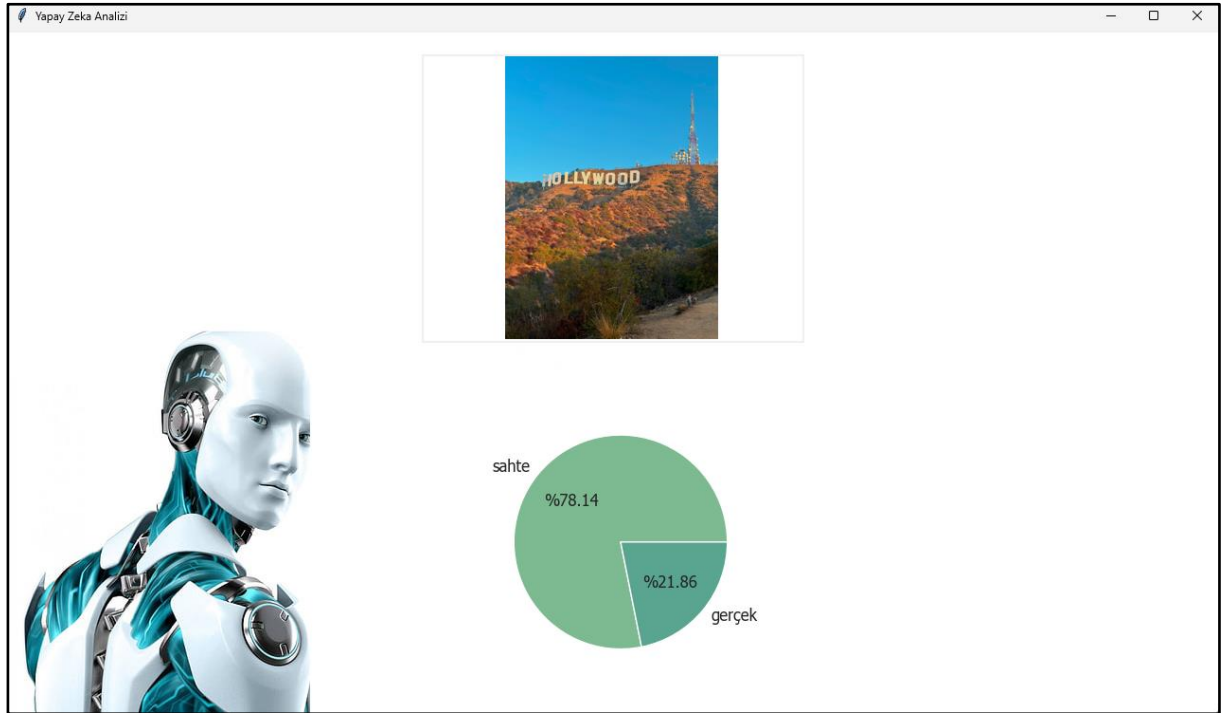 Yapay Zeka Analizi
HOLLYWOOD
sahte
%78.14
%21.86
gerçek